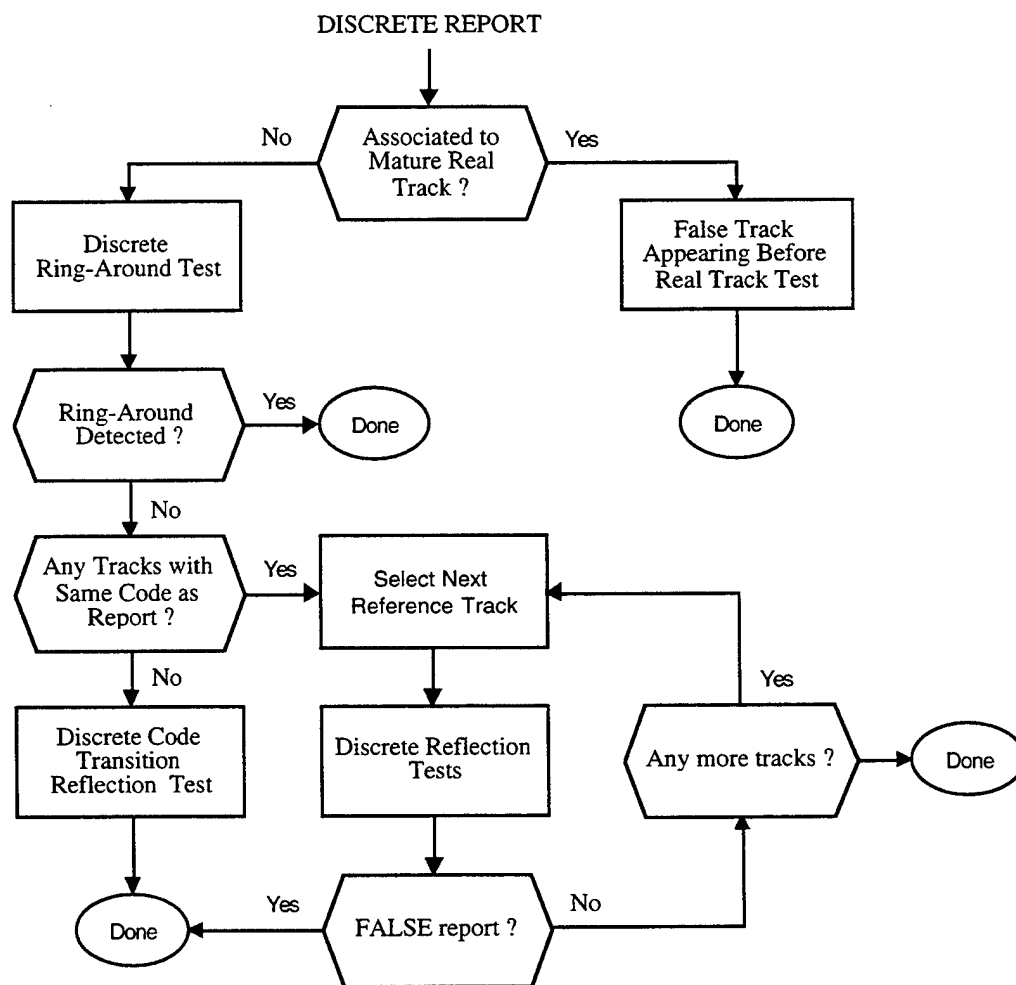 DISCRETE REPORT
No
Associated to
Mature Real
Track ?
Yes
Discrete
Ring-Around Test
False Track
Appearing Before
Real Track Test
Ring-Around
Detected ?
Yes
Done
Done
No
Any Tracks with
Same Code as
Report ?
Yes
Select Next
Reference Track
No
Yes
Discrete Code
Transition
Reflection Test
Discrete Reflection
Tests
Any more tracks ?
Done
Done
Yes
FALSE report ?
No